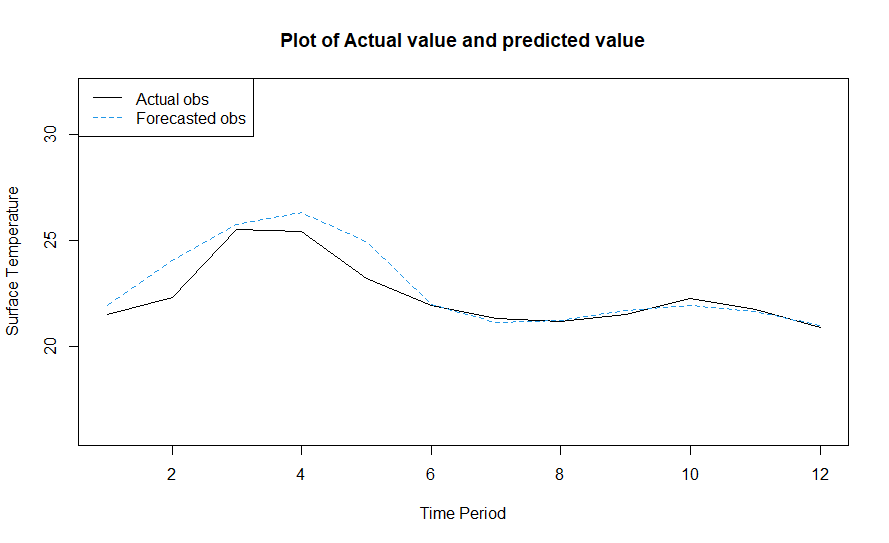 Plot of Actual value and predicted value
Actual obs
Forecasted obs
30
25
20
Surface Temperature
2 4 6 8 10 12
Time Period